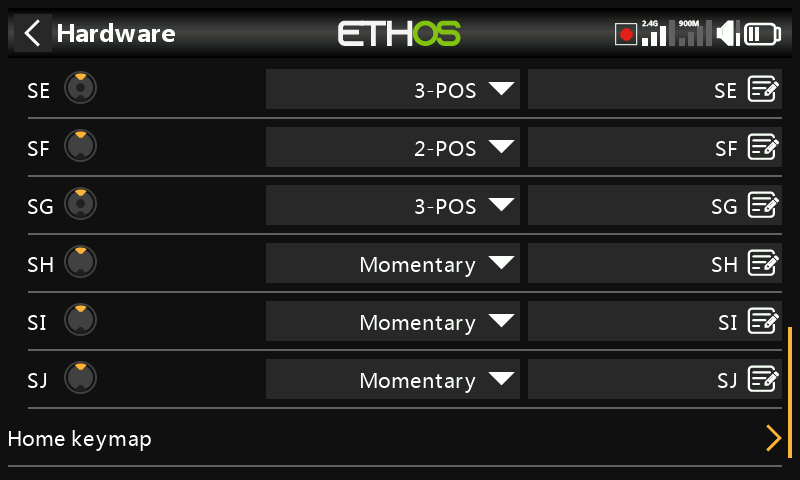 Hardware ETHOS 2.4G 900M
SE 3-POS SE
SF 2-POS SF
SG 3-POS SG
SH Momentary SH
SI Momentary SI
SJ Momentary SJ
Home keymap